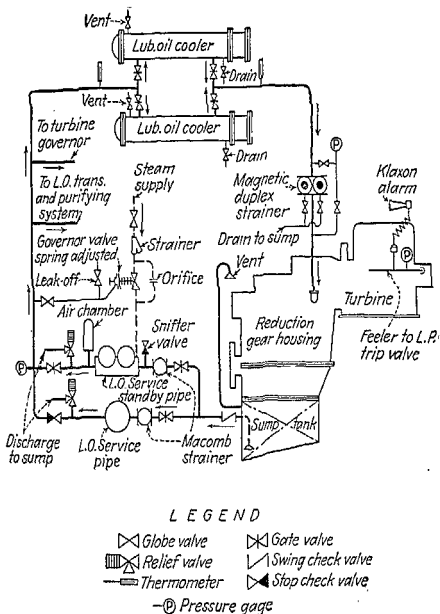 Vent
Lub. oil cooler
Drain
Vent
Lub. oil cooler
Drain
To turbine
governor
To L.O. trans.
and purifying
system
Steam
supply
Magnetic
duplex
strainer
P
Klaxon
alarm
Governor valve
spring adjusted
Strainer
Drain to sump
Vent
Leak-off
Orifice
Turbine
Air chamber
Snifter
valve
Reduction
gear housing
P
Feeler to L.P.
trip valve
P
L.O. Service
standby pipe
Discharge
to sump
L.O. Service
pipe
Macomb
strainer
Sump tank
LEGEND
Globe valve
Gate valve
Relief valve
Swing check valve
Thermometer
Stop check valve
P Pressure gage